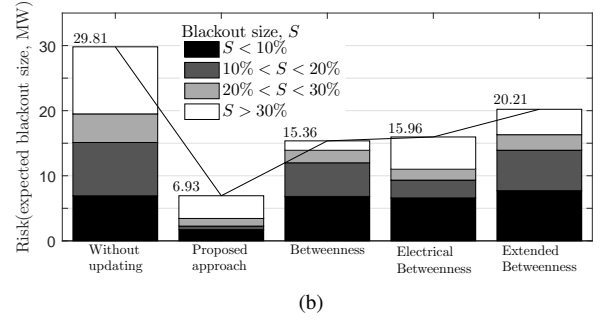 Blackout size, S
S < 10%
10% < S < 20%
20% < S < 30%
S > 30%
Risk(expected blackout size, MW)
30
20
10
0
29.81
6.93
15.36
15.96
20.21
Without
updating
Proposed
approach
Betweenness
Electrical
Betweenness
Extended
Betweenness
(b)